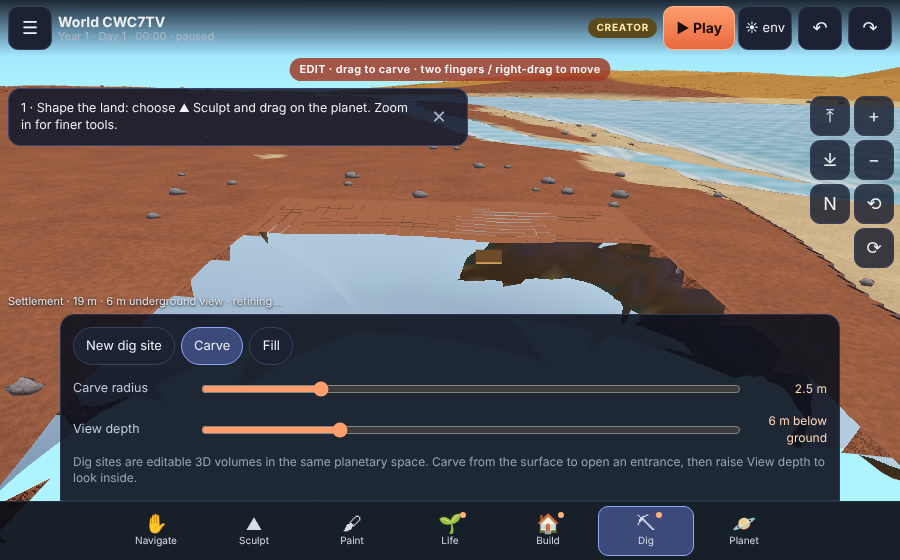 ☰
World CWC7TV
Year 1 · Day 1 · 00:00 · paused
CREATOR
▶ Play
☀ env
↶
↷
EDIT · drag to carve · two fingers / right-drag to move
1 · Shape the land: choose ▲ Sculpt and drag on the planet. Zoom
in for finer tools.
✕
⤒
+
↓
−
N
⟲
⟳
Settlement · 19 m · 6 m underground view · refining…
New dig site
Carve
Fill
Carve radius
2.5 m
View depth
6 m below
ground
Dig sites are editable 3D volumes in the same planetary space. Carve from the surface to open an entrance, then raise View depth to
look inside.
Navigate
Sculpt
Paint
Life
Build
Dig
Planet